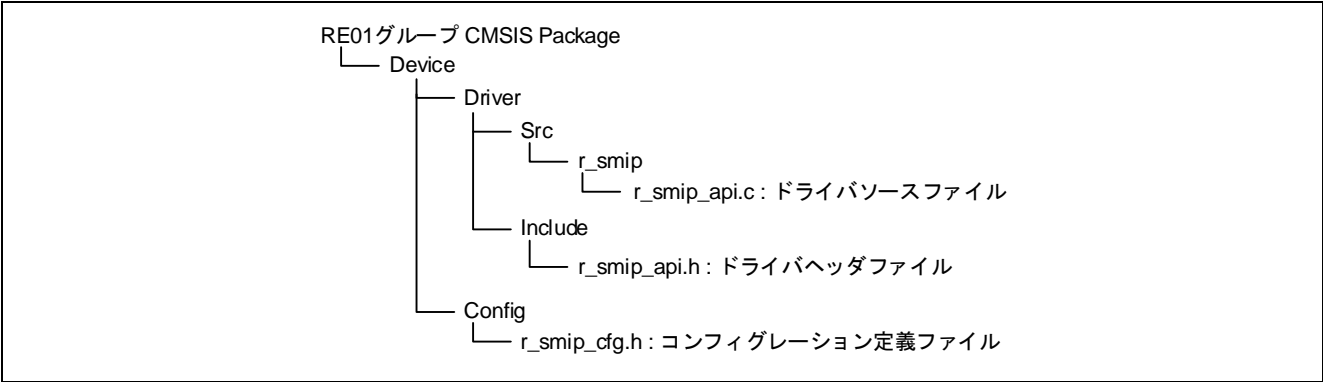 RE01グループ CMSIS Package
Device
Driver
Src
r_smip
r_smip_api.c : ドライバソースファイル
Include
r_smip_api.h : ドライバヘッダファイル
Config
r_smip_cfg.h : コンフィグレーション定義ファイル